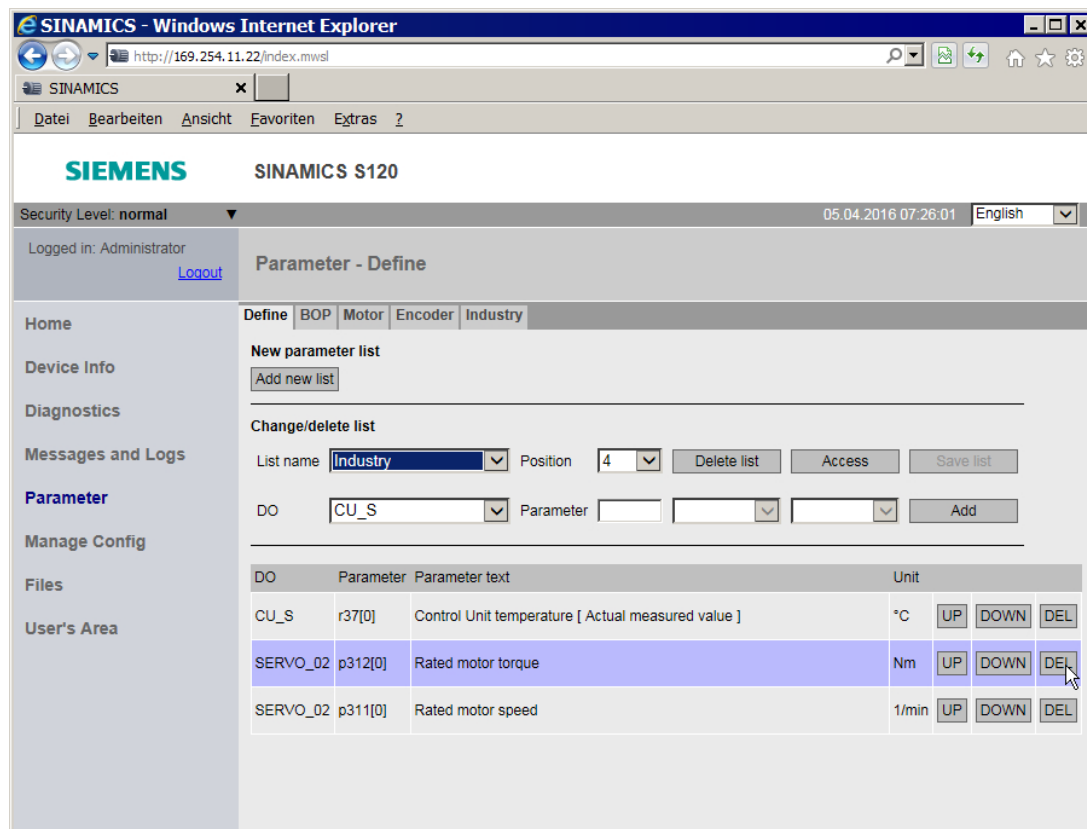 SINAMICS - Windows Internet Explorer
http://169.254.11.22/index.mwsl
SINAMICS
Datei Bearbeiten Ansicht Favoriten Extras ?
SIEMENS SINAMICS S120
Security Level: normal 05.04.2016 07:26:01 English
Logged in: Administrator
Logout
Parameter - Define
Home
Device Info
Diagnostics
Messages and Logs
Parameter
Manage Config
Files
User's Area
Define BOP Motor Encoder Industry
New parameter list
Add new list
Change/delete list
List name Industry Position 4 Delete list Access Save list
DO CU_S Parameter Add
DO Parameter Parameter text Unit
CU_S r37[0] Control Unit temperature [ Actual measured value ] °C UP DOWN DEL
SERVO_02 p312[0] Rated motor torque Nm UP DOWN DEL
SERVO_02 p311[0] Rated motor speed 1/min UP DOWN DEL